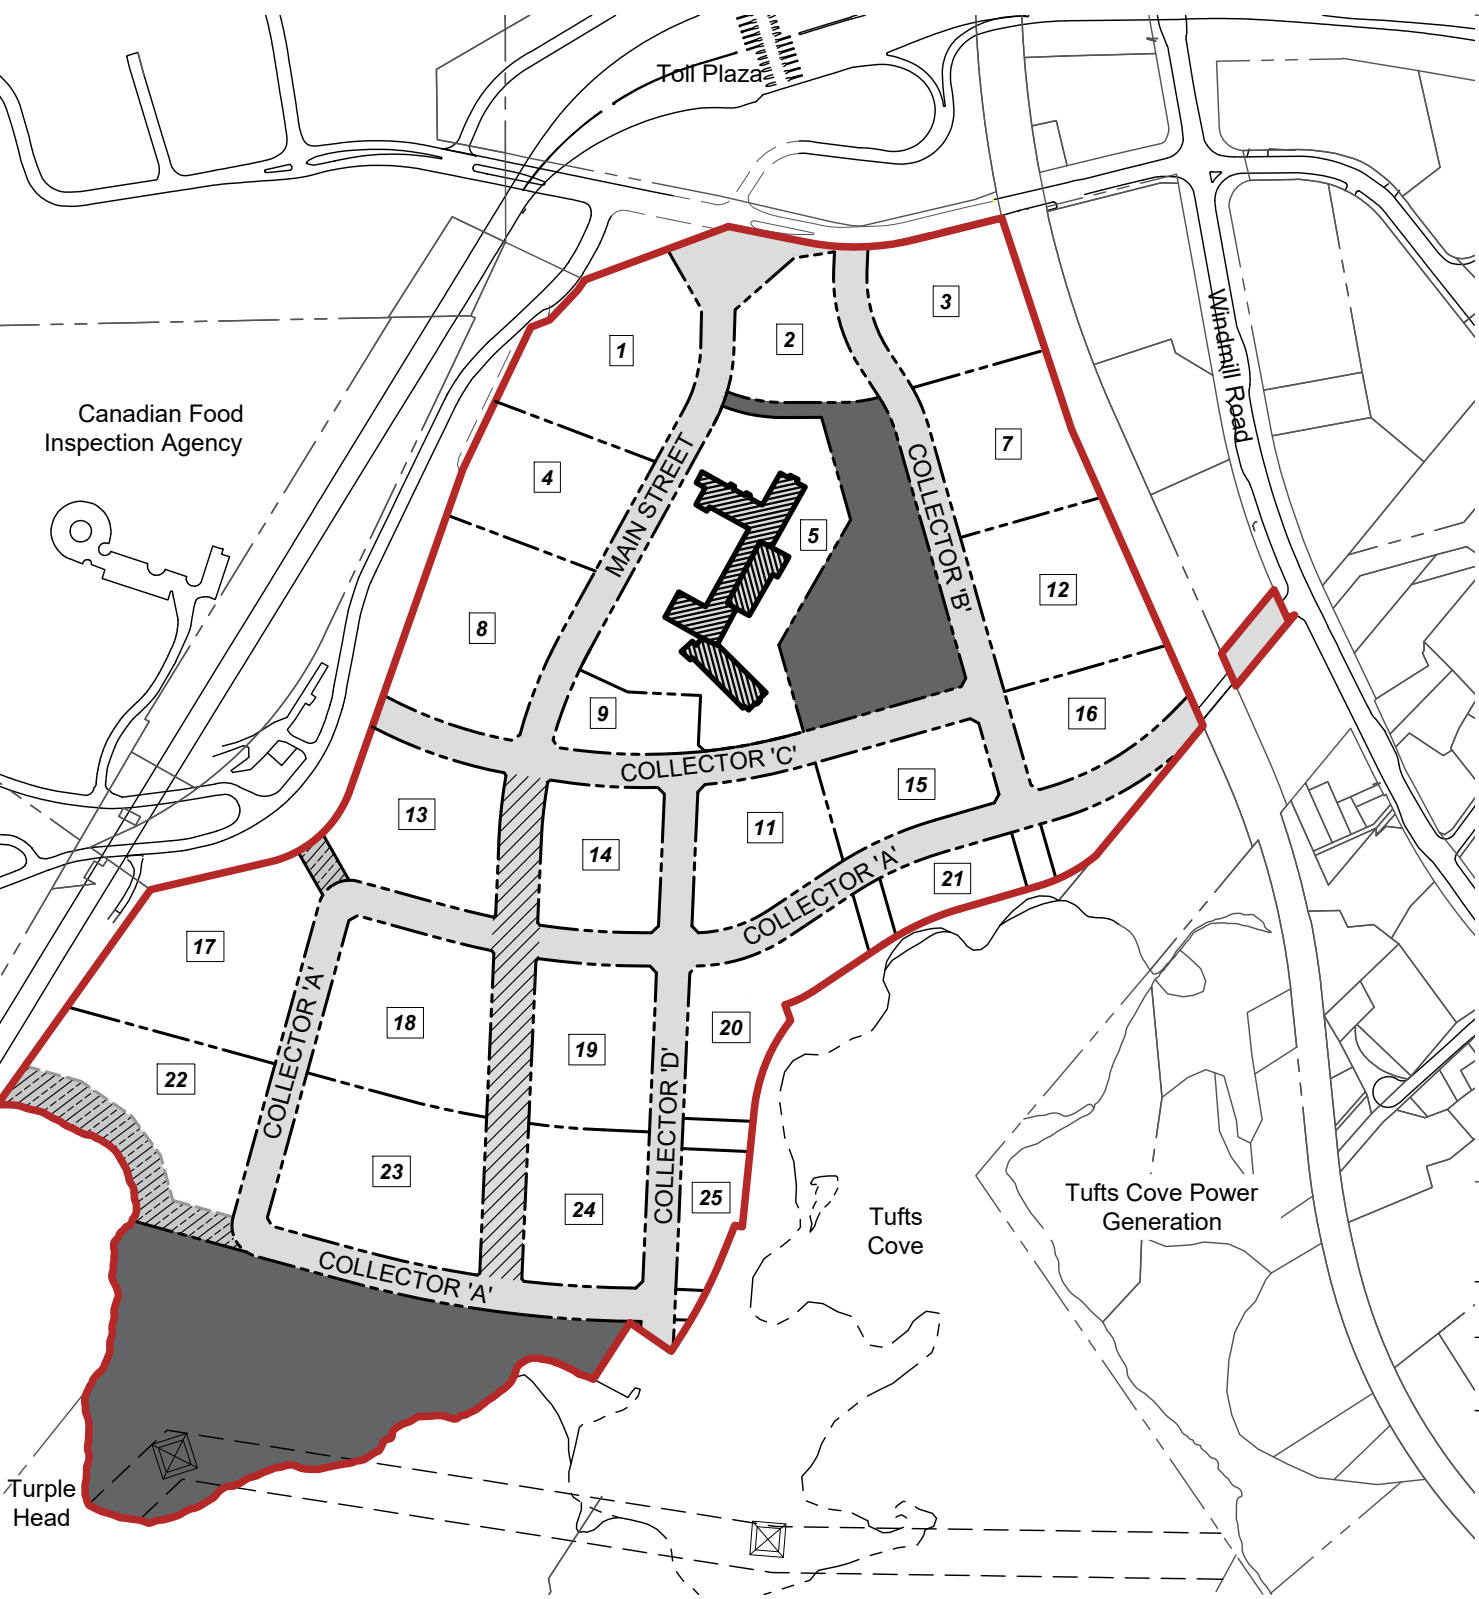 Toll Plaza
3
2
1
Windmill Road
Canadian Food
Inspection Agency
7
4
MAIN STREET
COLLECTOR 'B'
5
12
8
9
16
COLLECTOR 'C'
15
13
11
14
COLLECTOR 'A'
21
17
18
20
19
COLLECTOR 'A'
22
COLLECTOR 'D'
23
25
24
Tufts Cove Power
Generation
Tufts
Cove
COLLECTOR 'A'
Turple
Head